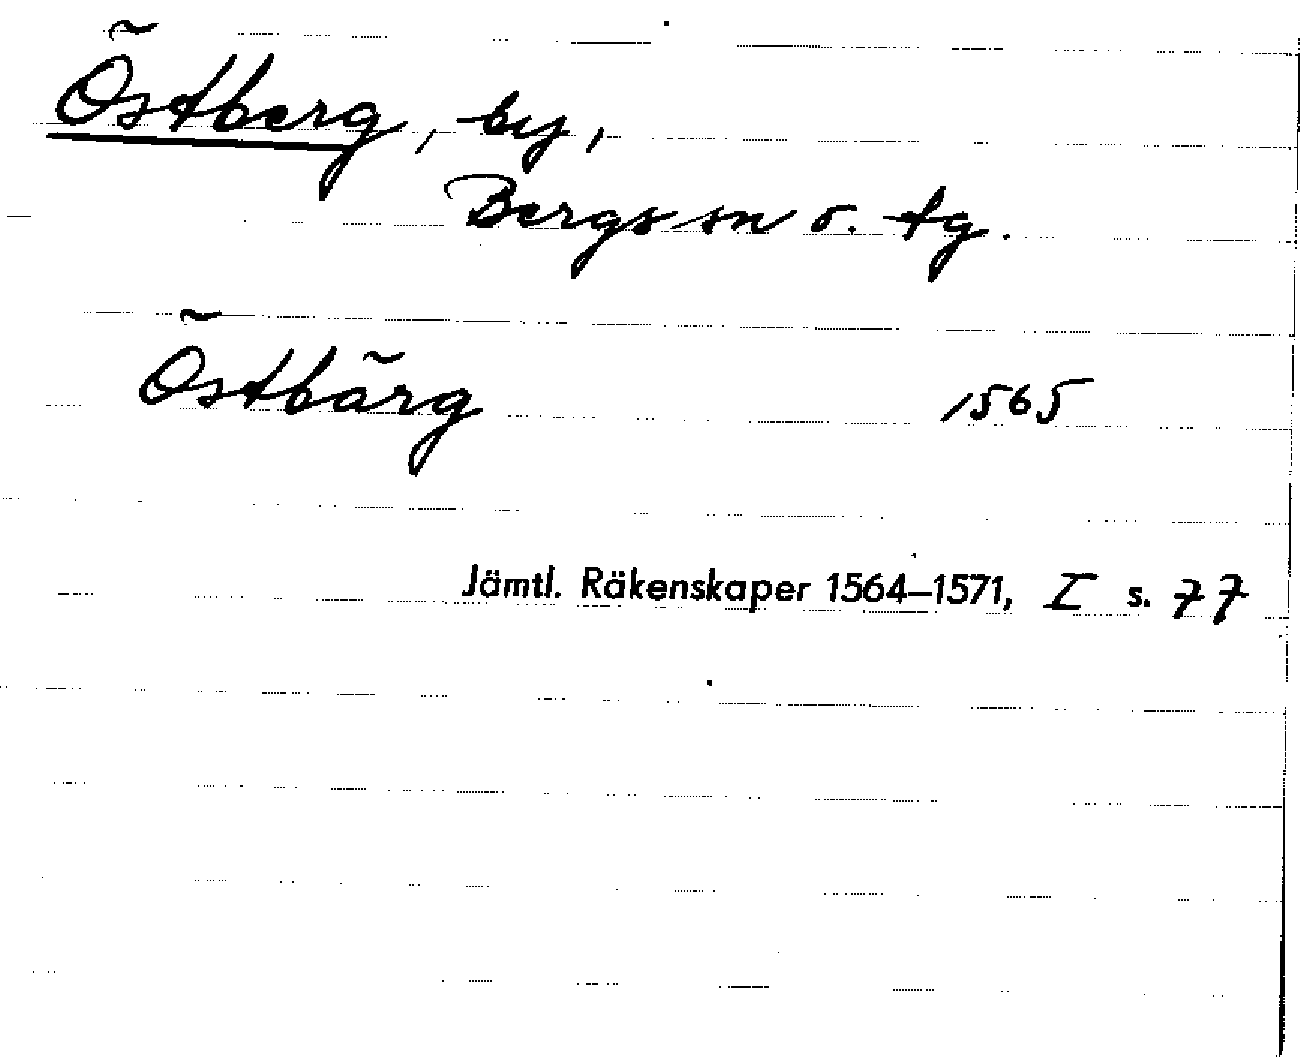 Östberg, by,
Bergs sn o. tg.
Östbärg 1565
Jämtl. Räkenskaper 1564–1571, I s. 77